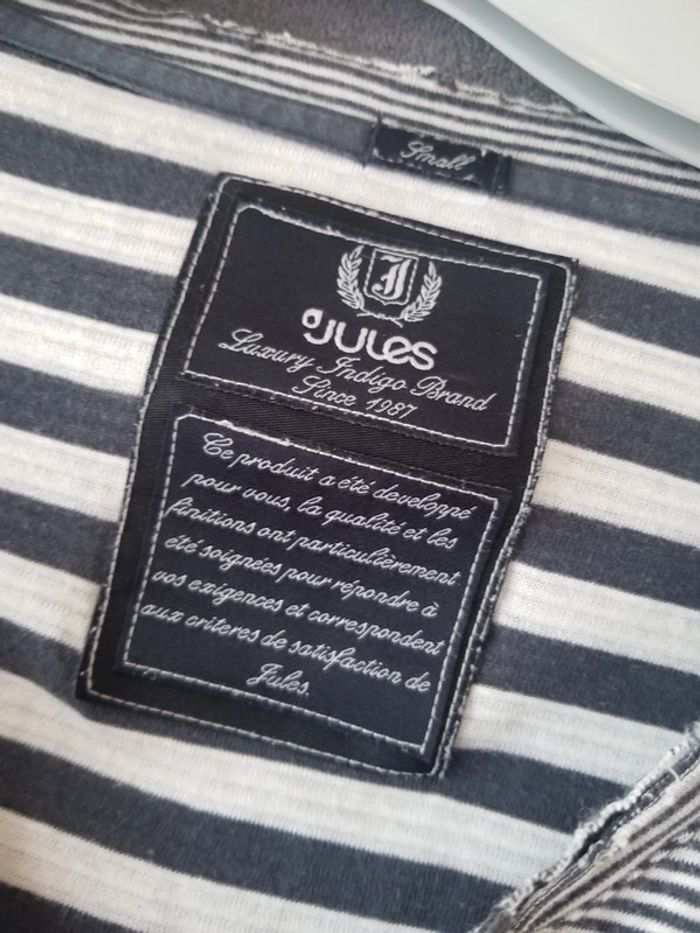 Small
J
JULES
Luxury Indigo Brand
Since 1987
Ce produit a été developpé
pour vous, la qualité et les
finitions ont particulièrement
été soignées pour répondre à
vos exigences et correspondent
aux criteres de satisfaction de
Jules.